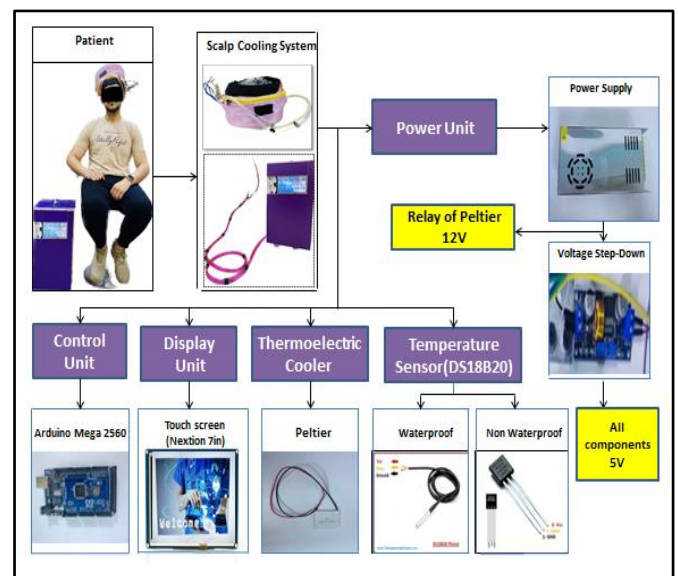 Patient
Scalp Cooling System
Power Unit
Power Supply
Relay of Peltier
12V
Voltage Step-Down
Control
Unit
Display
Unit
Thermoelectric
Cooler
Temperature
Sensor(DS18B20)
All
components
5V
Arduino Mega 2560
Touch screen
(Nextion 7in)
Peltier
Waterproof
Non Waterproof
Welcome